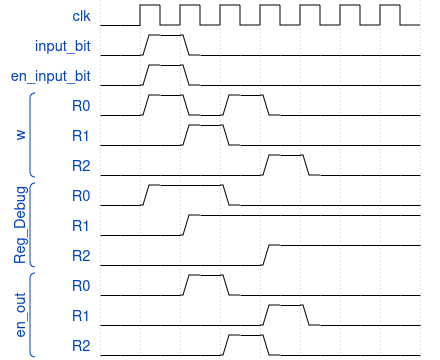 clk
input_bit
en_input_bit
w
R0
R1
R2
Reg_Debug
R0
R1
R2
en_out
R0
R1
R2